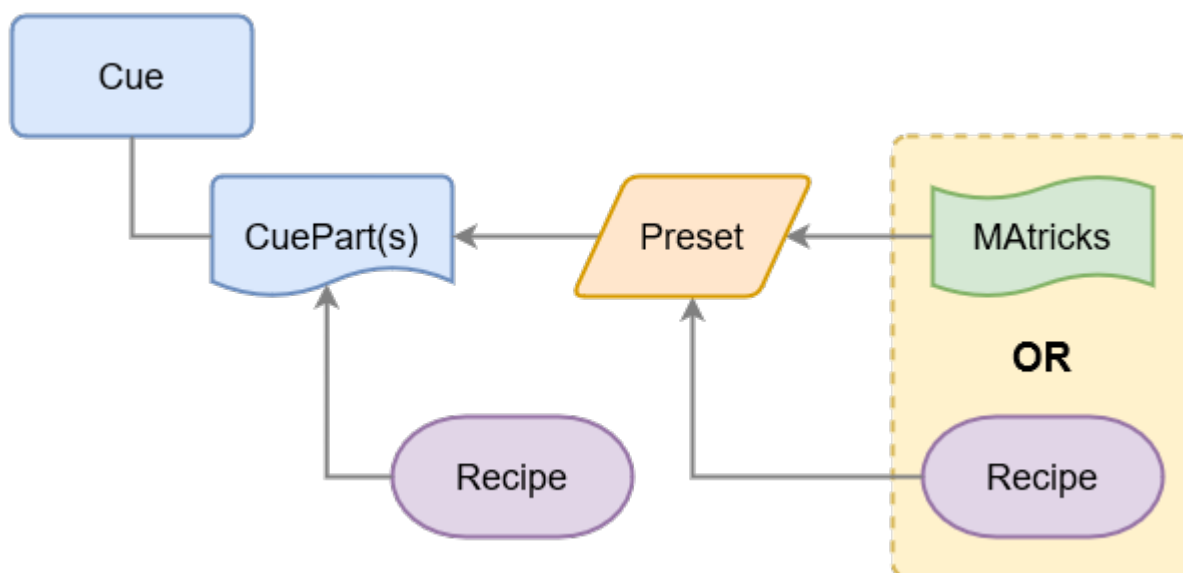 Cue
CuePart(s)
Preset
MAtricks
OR
Recipe
Recipe